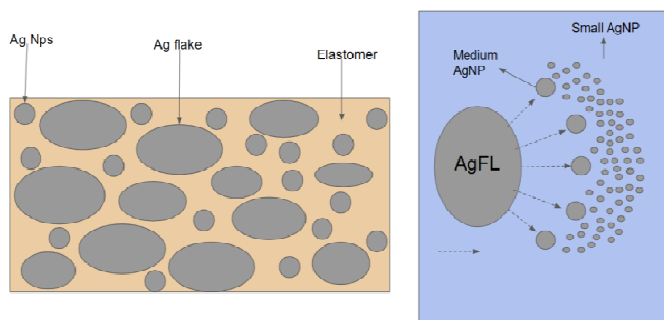 Ag Nps
Ag flake
Elastomer
Small AgNP
Medium
AgNP
AgFL